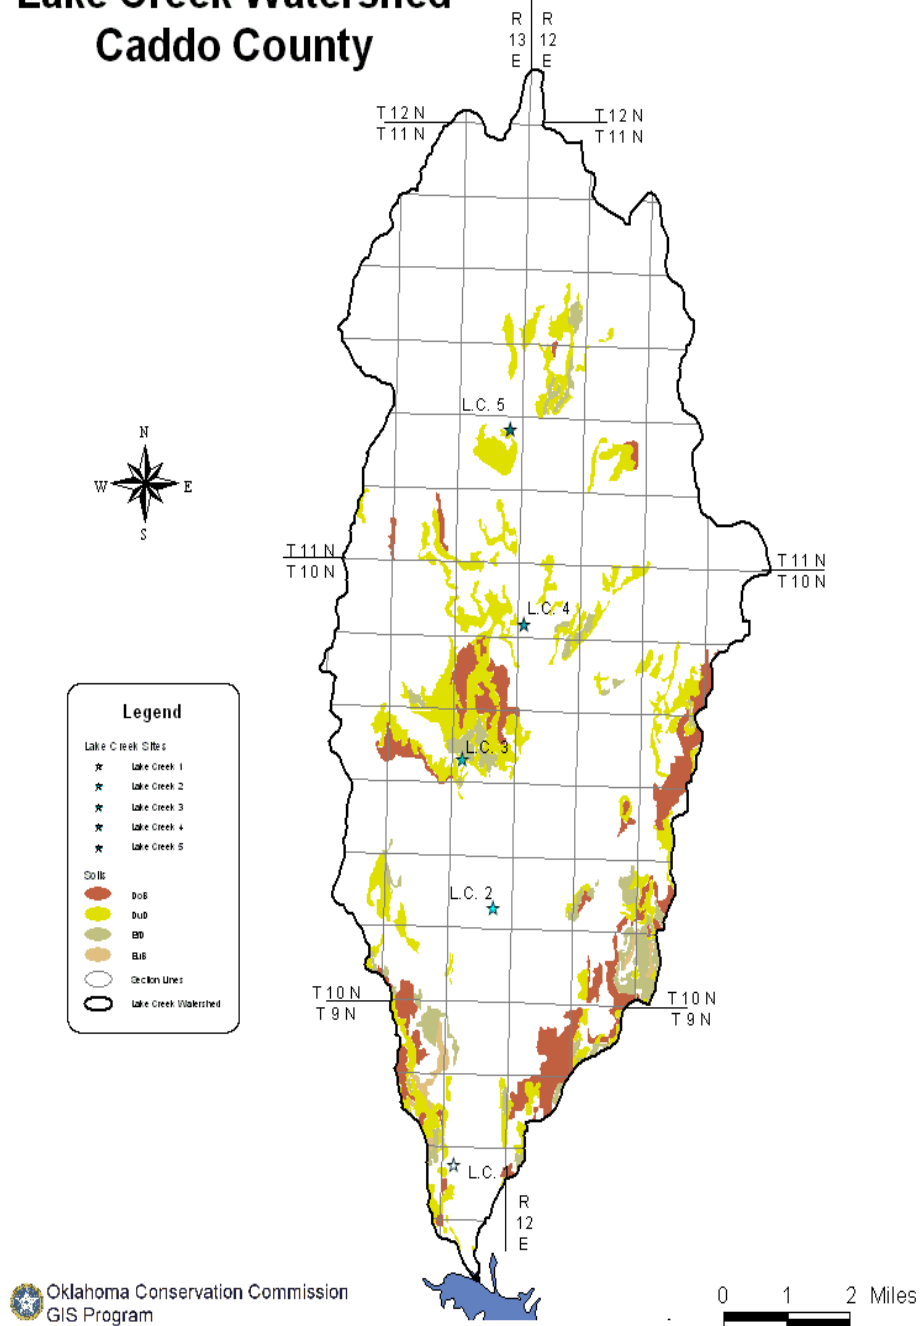 Lake Creek Watershed
Caddo County
R
13
E
R
12
E
T 12 N
T 11 N
T 12 N
T 11 N
L.C. 5
N
W
E
S
T 11 N
T 10 N
T 11 N
T 10 N
L.C. 4
L.C. 3
Legend
Lake Creek Sites
Lake Creek 1
Lake Creek 2
Lake Creek 3
Lake Creek 4
Lake Creek 5
Soils
DoB
DuD
EfD
Section Lines
Lake Creek Watershed
L.C. 2
T 10 N
T 9 N
T 10 N
T 9 N
L.C. 1
R
12
E
Oklahoma Conservation Commission
GIS Program
0 1 2 Miles